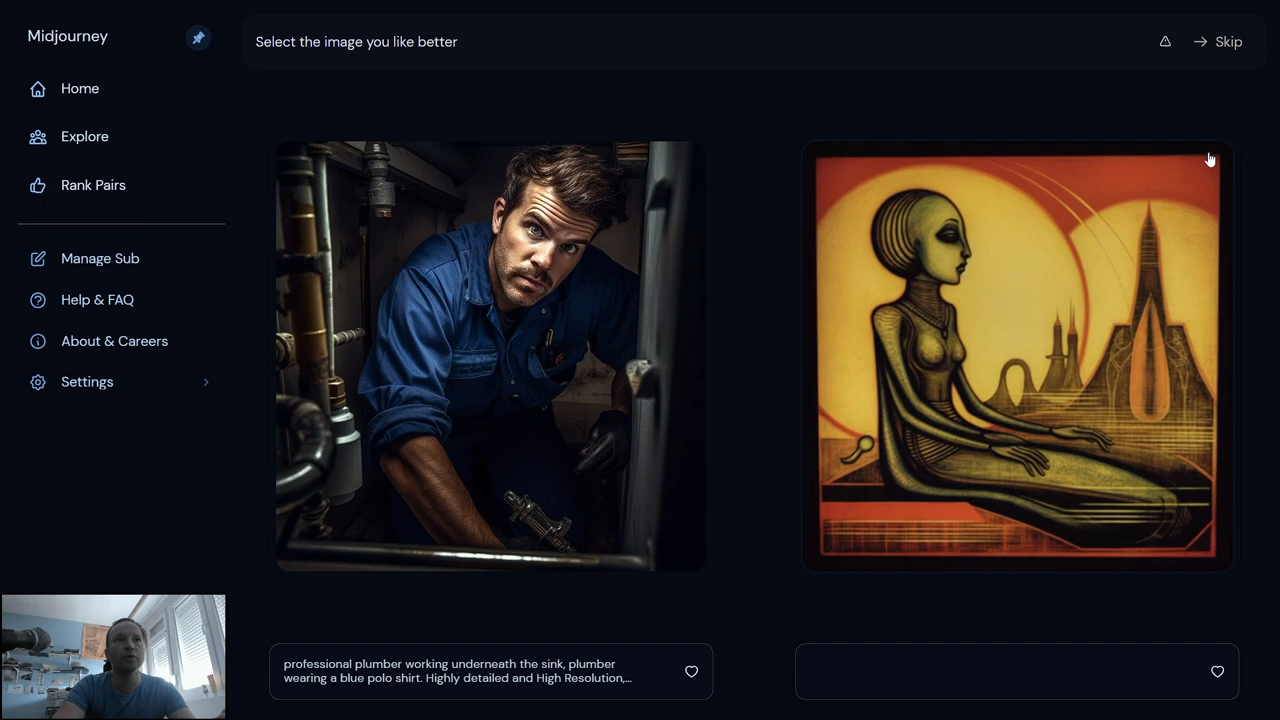 Midjourney
Select the image you like better
Skip
Home
Explore
Rank Pairs
Manage Sub
Help & FAQ
About & Careers
Settings
professional plumber working underneath the sink, plumber
wearing a blue polo shirt. Highly detailed and High Resolution,...